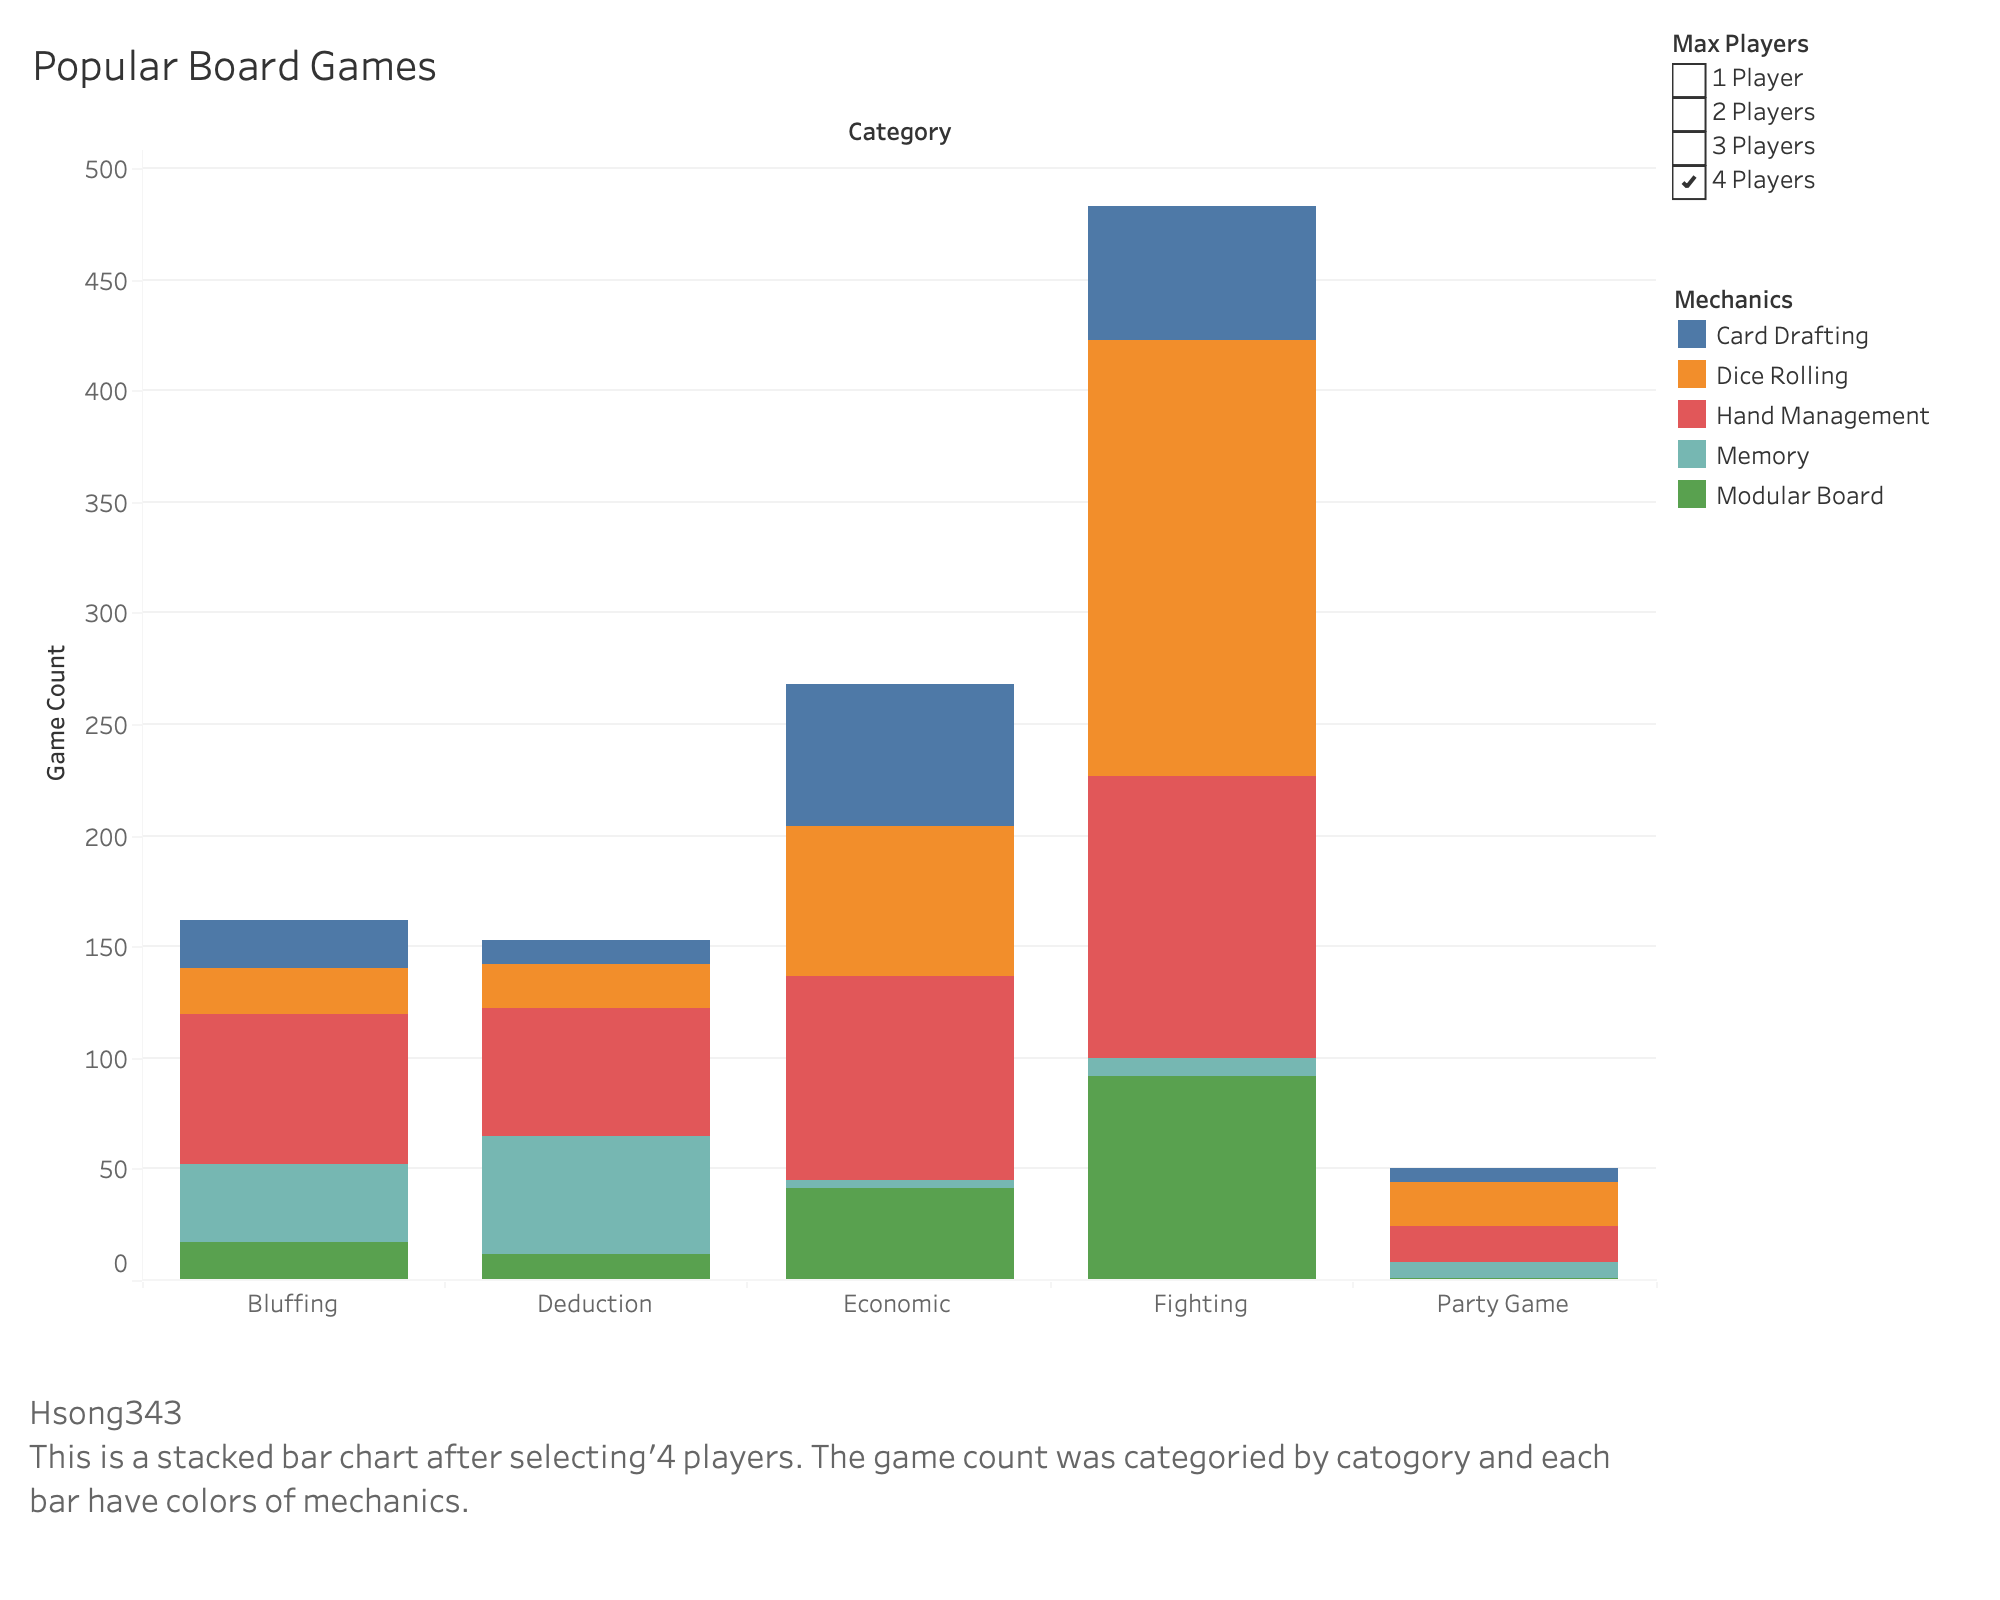 Popular Board Games
Max Players
1 Player
2 Players
3 Players
4 Players
Category
500
450
400
350
300
250
200
150
100
50
0
Game Count
Bluffing
Deduction
Economic
Fighting
Party Game
Mechanics
Card Drafting
Dice Rolling
Hand Management
Memory
Modular Board
Hsong343
This is a stacked bar chart after selecting'4 players. The game count was categoried by catogory and each
bar have colors of mechanics.